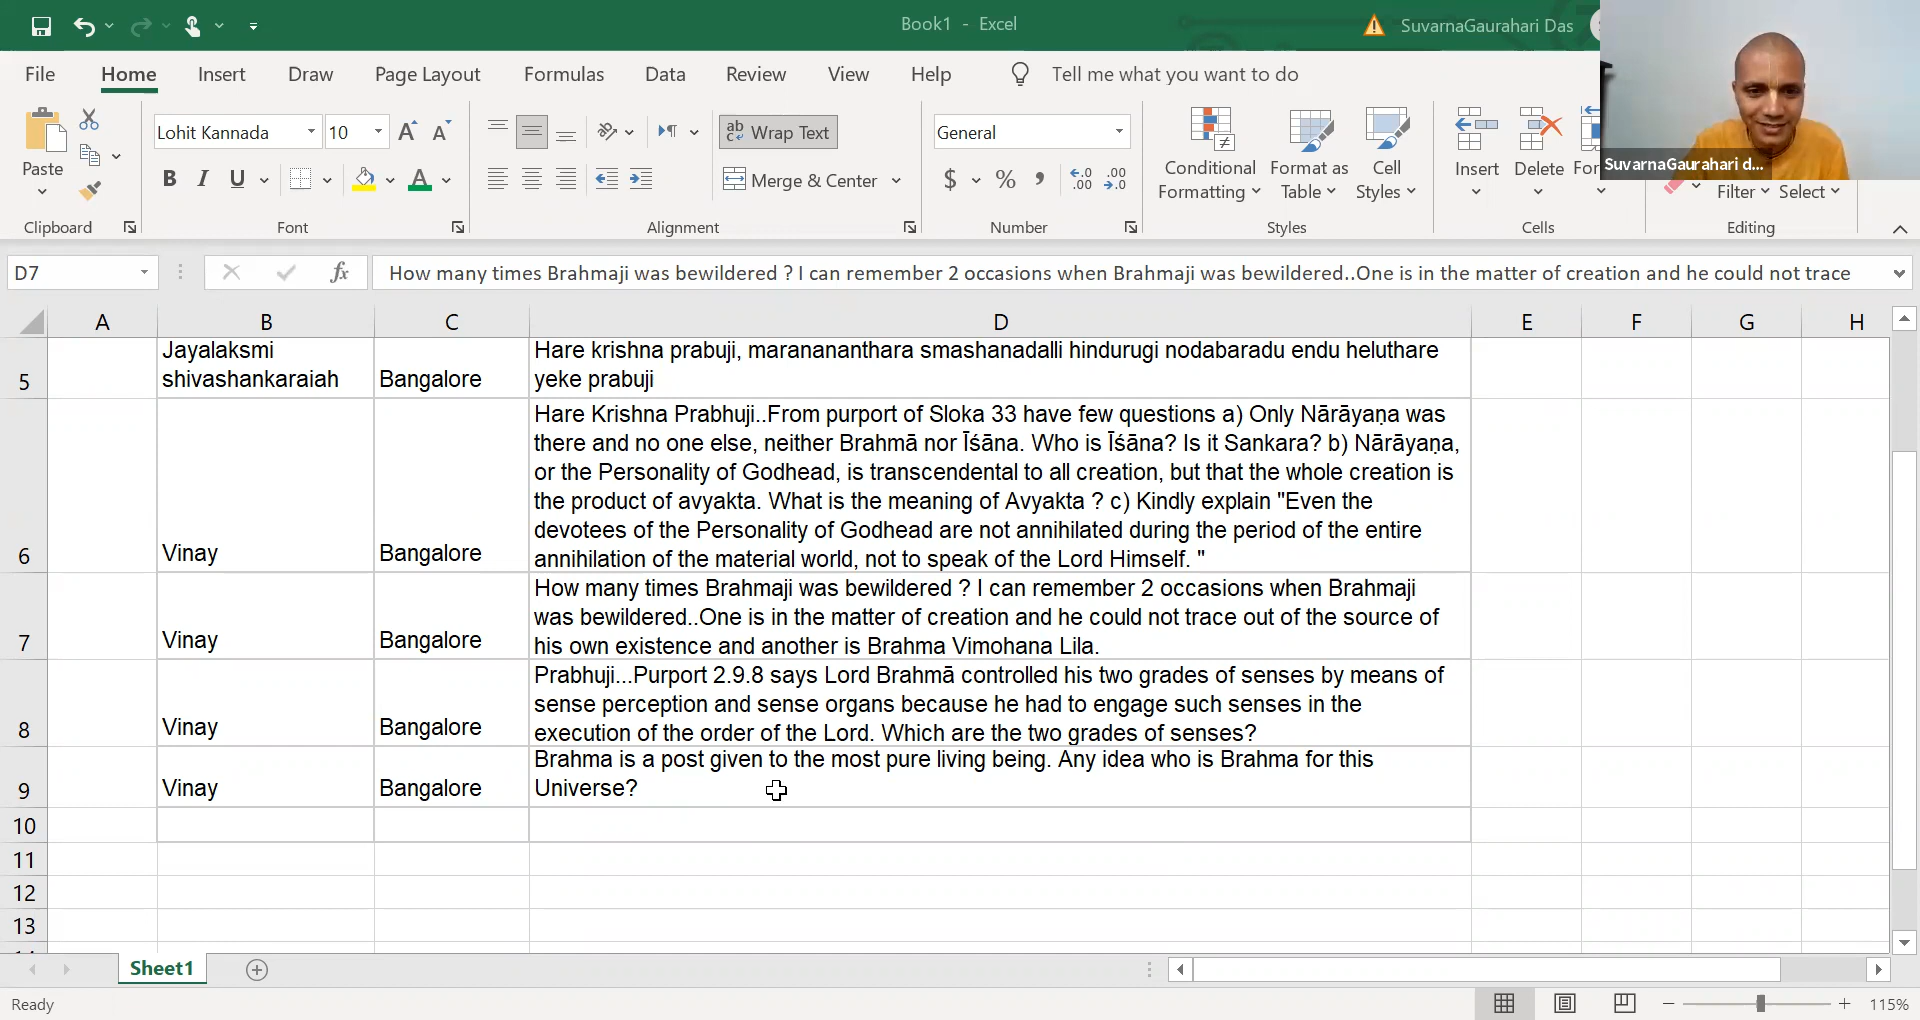 Book1 - Excel
SuvarnaGaurahari Das
File Home Insert Draw Page Layout Formulas Data Review View Help Tell me what you want to do
Lohit Kannada 10
Wrap Text
General
Paste
Merge & Center
$ % ,
Conditional Formatting
Format as Table
Cell Styles
Insert
Delete
For
Filter
Select
SuvarnaGaurahari d...
Clipboard Font Alignment Number Styles Cells Editing
D7
fx
How many times Brahmaji was bewildered ? I can remember 2 occasions when Brahmaji was bewildered..One is in the matter of creation and he could not trace
A B C D E F G H
5
Jayalaksmi
shivashankaraiah
Bangalore
Hare krishna prabuji, maranananthara smashanadalli hindurugi nodabaradu endu heluthare
yeke prabuji
6
Vinay
Bangalore
Hare Krishna Prabhuji..From purport of Sloka 33 have few questions a) Only Nārāyaṇa was
there and no one else, neither Brahmā nor Īśāna. Who is Īśāna? Is it Sankara? b) Nārāyaṇa,
or the Personality of Godhead, is transcendental to all creation, but that the whole creation is
the product of avyakta. What is the meaning of Avyakta ? c) Kindly explain "Even the
devotees of the Personality of Godhead are not annihilated during the period of the entire
annihilation of the material world, not to speak of the Lord Himself. "
7
Vinay
Bangalore
How many times Brahmaji was bewildered ? I can remember 2 occasions when Brahmaji
was bewildered..One is in the matter of creation and he could not trace out of the source of
his own existence and another is Brahma Vimohana Lila.
8
Vinay
Bangalore
Prabhuji...Purport 2.9.8 says Lord Brahmā controlled his two grades of senses by means of
sense perception and sense organs because he had to engage such senses in the
execution of the order of the Lord. Which are the two grades of senses?
9
Vinay
Bangalore
Brahma is a post given to the most pure living being. Any idea who is Brahma for this
Universe?
10
11
12
13
Sheet1
Ready
115%